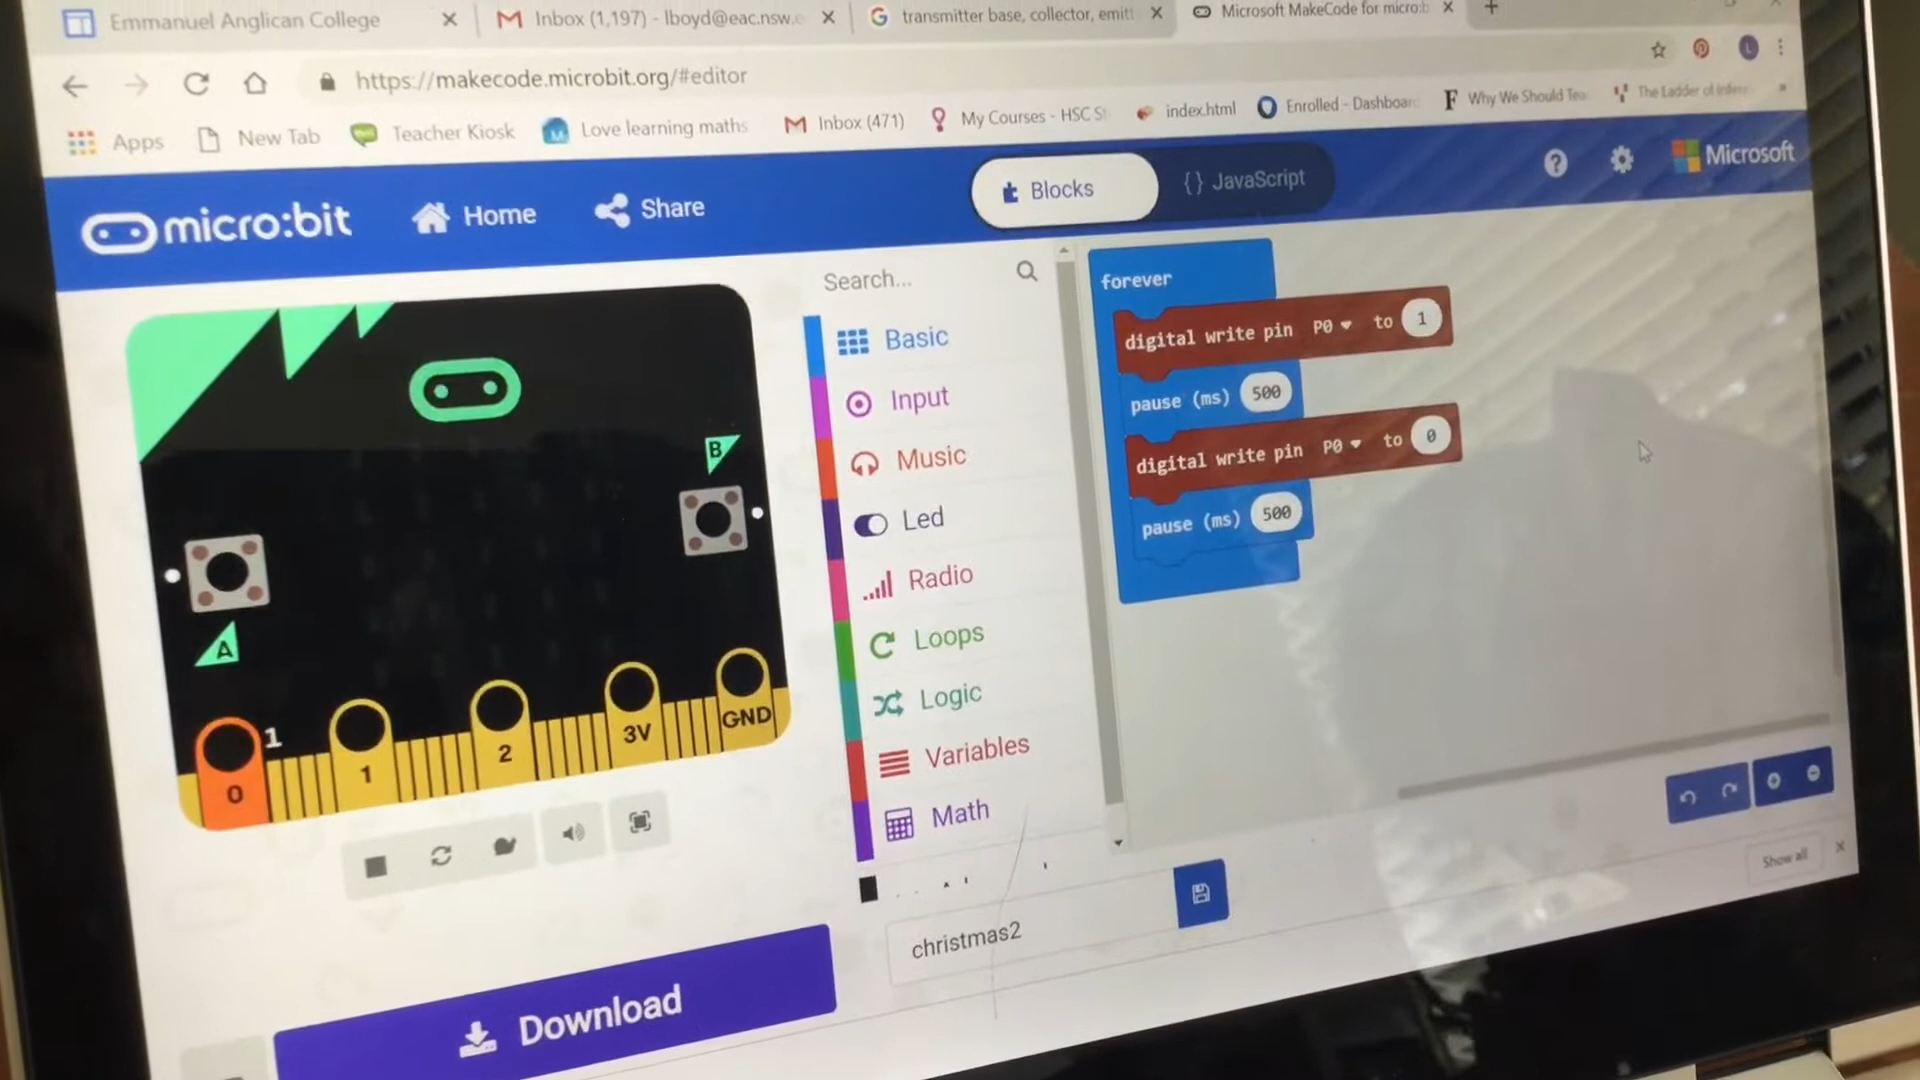 Emmanuel Anglican College
Inbox (1,197) - lboyd@eac.nsw.e
transmitter base, collector, emitt
Microsoft MakeCode for micro:b
https://makecode.microbit.org/#editor
Apps
New Tab
Teacher Kiosk
Love learning maths
Inbox (471)
My Courses - HSC St
index.html
Enrolled - Dashboard
Why We Should Tea
The Ladder of Infere
micro:bit
Home
Share
Blocks
{} JavaScript
Microsoft
Search...
Basic
Input
Music
Led
Radio
Loops
Logic
Variables
Math
forever
digital write pin P0 to 1
pause (ms) 500
digital write pin P0 to 0
pause (ms) 500
B
A
1
0
1
2
3V
GND
Download
christmas2
Show all